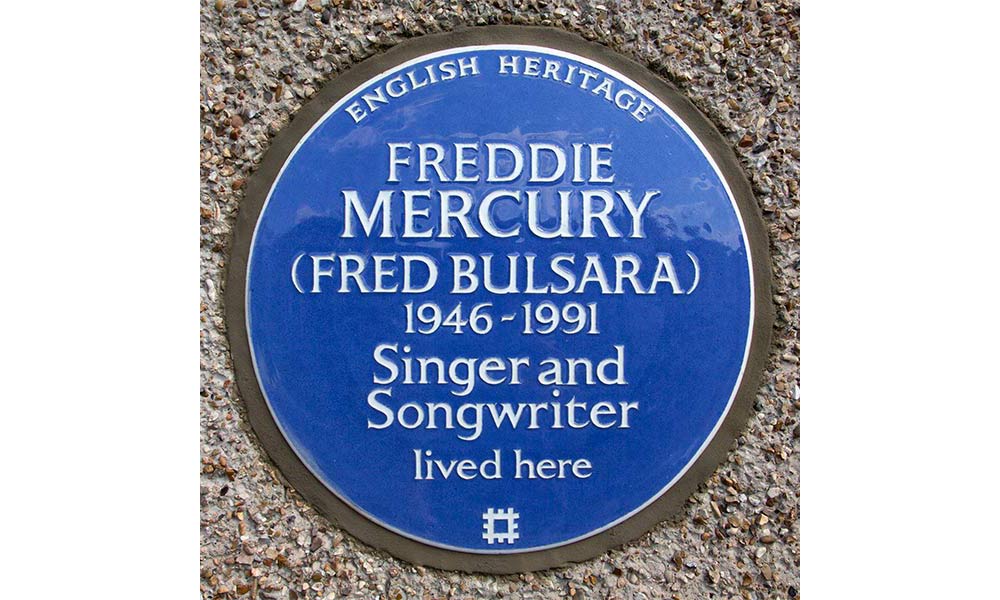 ENGLISH HERITAGE
FREDDIE
MERCURY
(FRED BULSARA)
1946-1991
Singer and
Songwriter
lived here